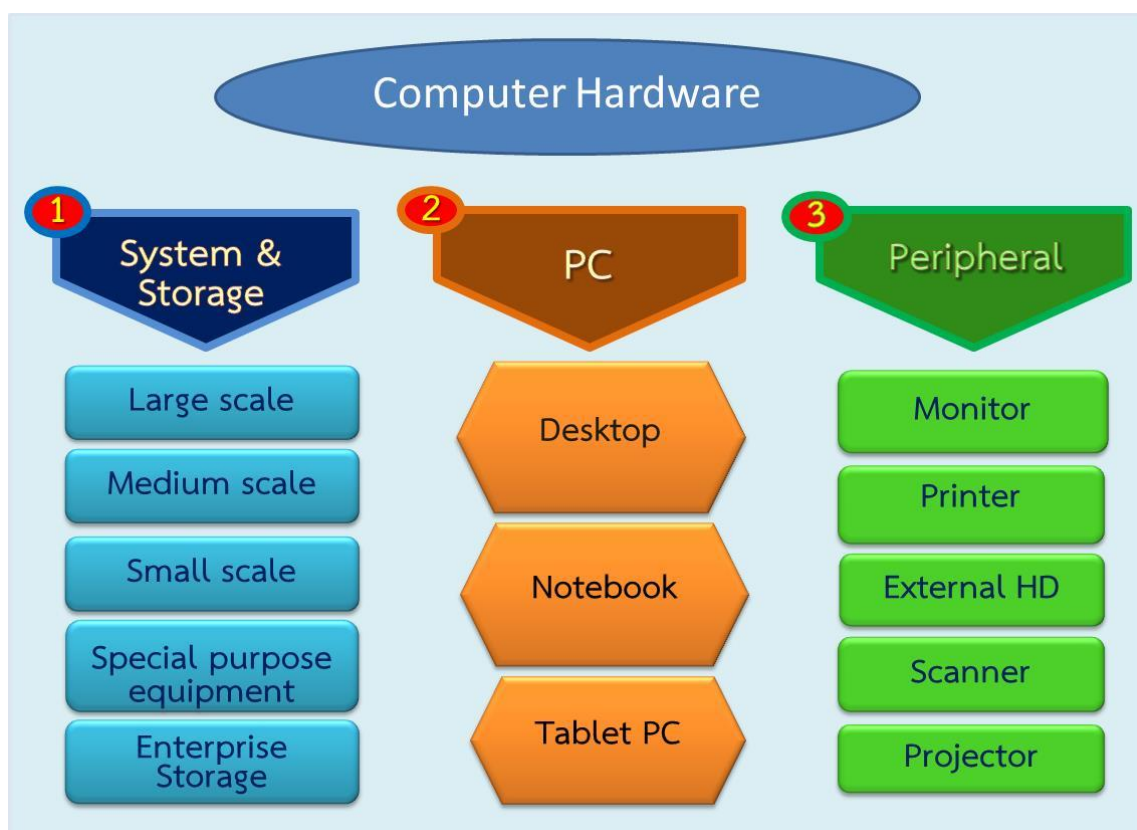 Computer Hardware
1
System &
Storage
Large scale
Medium scale
Small scale
Special purpose
equipment
Enterprise
Storage
2
PC
Desktop
Notebook
Tablet PC
3
Peripheral
Monitor
Printer
External HD
Scanner
Projector